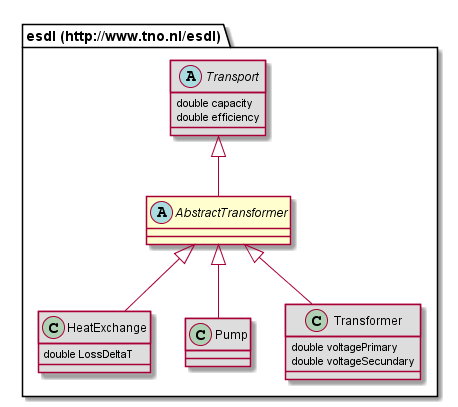 esdl (http://www.tno.nl/esdl)
A Transport
double capacity
double efficiency
A AbstractTransformer
C HeatExchange
double LossDeltaT
C Pump
C Transformer
double voltagePrimary
double voltageSecundary